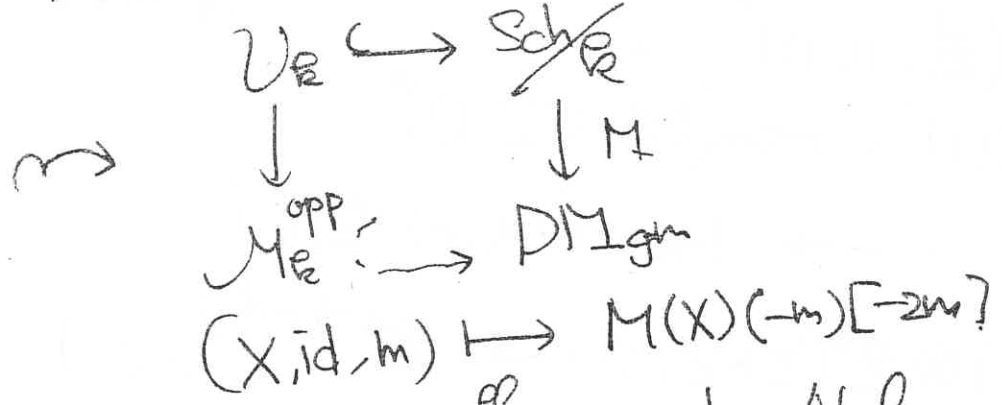 𝒱_k ↪ Sch/k
↓ ↓ M
⇝ ℳ_k^opp → DM_gm
(X, id, m) ↦ M(X)(-m)[-2m]